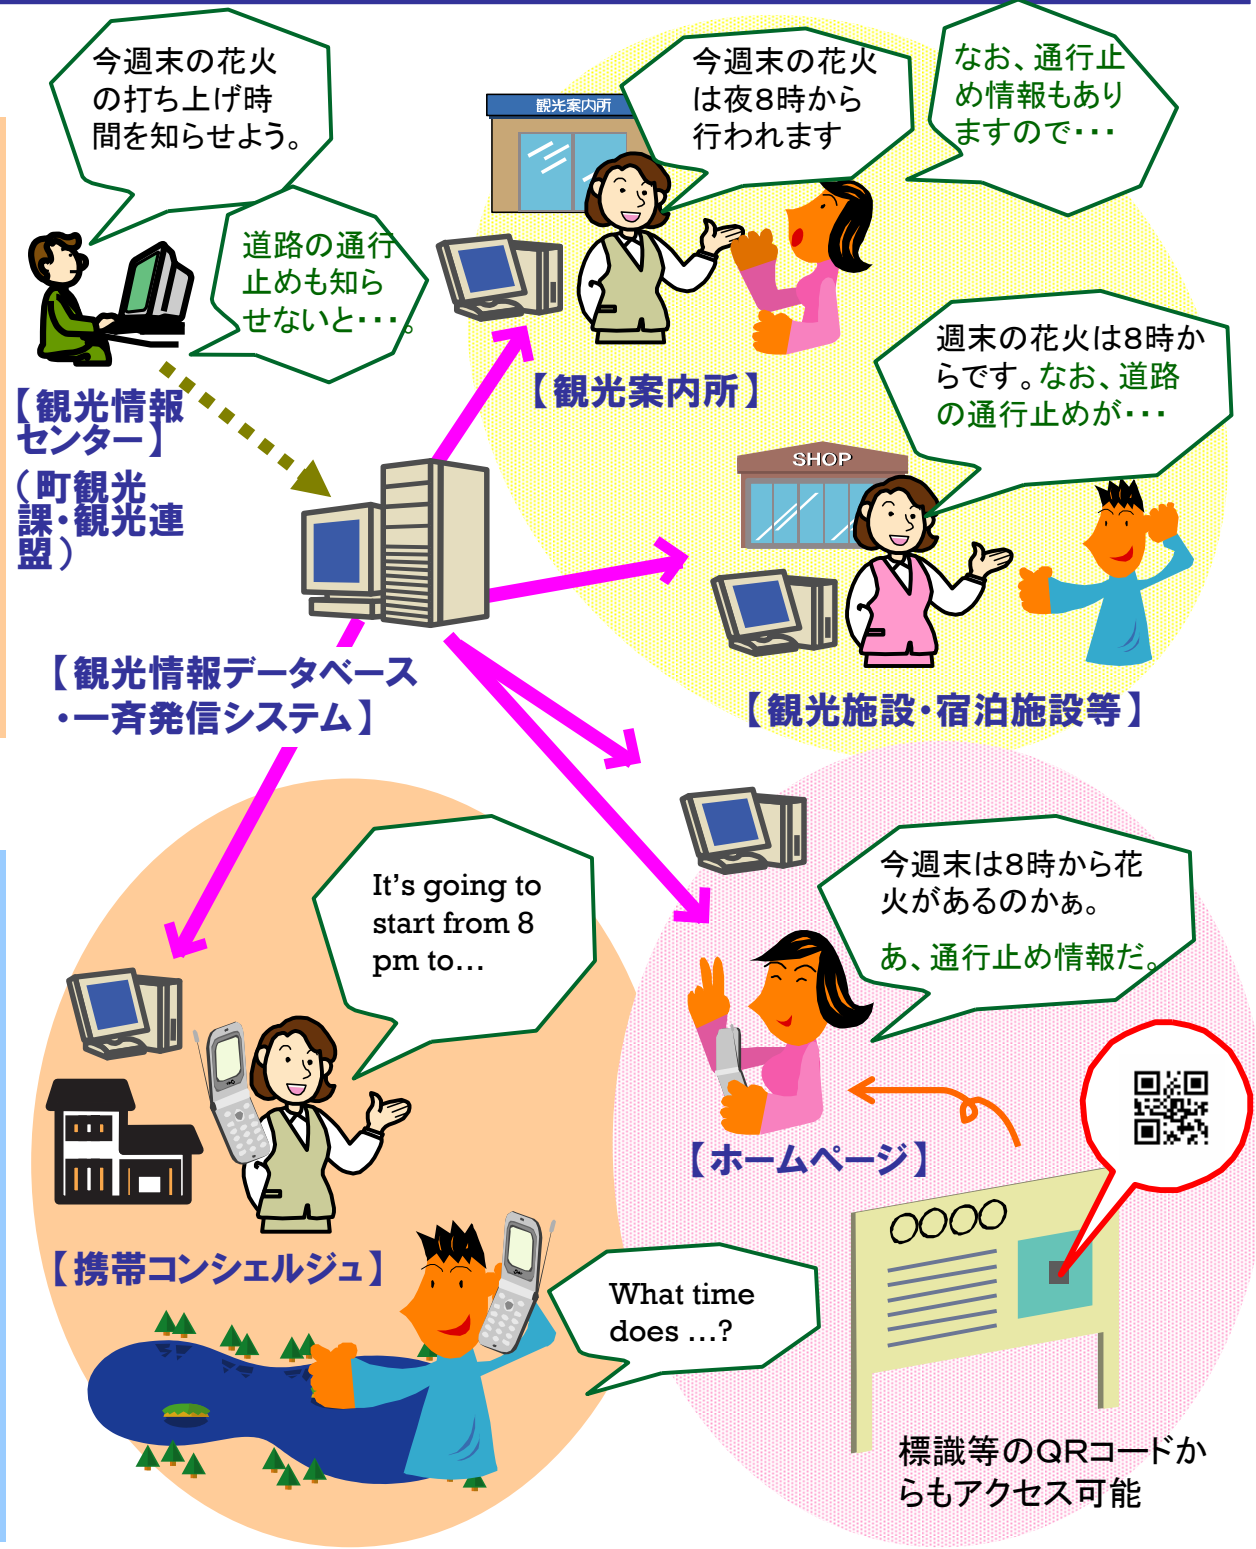 今週末の花火
の打ち上げ時
間を知らせよう。
道路の通行
止めも知ら
せないと･･･。
【観光情報
センター】
（町観光
課・観光連
盟）
観光案内所
今週末の花火
は夜８時から
行われます
なお、通行止
め情報もあり
ますので･･･
【観光案内所】
週末の花火は８時か
らです。なお、道路
の通行止めが･･･
SHOP
【観光施設・宿泊施設等】
【観光情報データベース
・一斉発信システム】
It's going to
start from 8
pm to…
【携帯コンシェルジュ】
What time
does …?
今週末は８時から花
火があるのかぁ。
あ、通行止め情報だ。
【ホームページ】
〇〇〇〇
標識等のＱＲコードか
らもアクセス可能